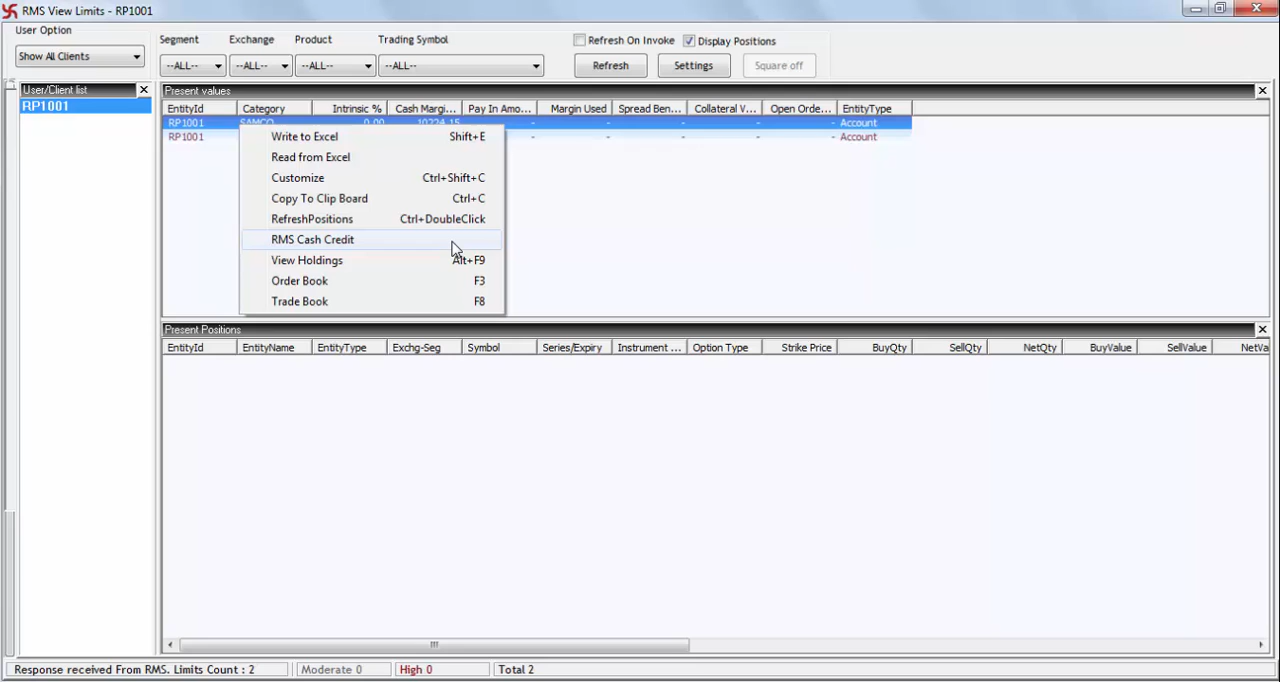 RMS View Limits - RP1001
User Option
Segment Exchange Product Trading Symbol
Refresh On Invoke Display Positions
Show All Clients
--ALL-- --ALL-- --ALL-- --ALL--
Refresh Settings Square off
User/Client list
RP1001
Present values
EntityId Category Intrinsic % Cash Margi... Pay In Amo... Margin Used Spread Ben... Collateral V... Open Orde... EntityType
RP1001 SAMCO 0.00 10224.15 - - - - - Account
RP1001 - - - - - Account
Write to Excel Shift+E
Read from Excel
Customize Ctrl+Shift+C
Copy To Clip Board Ctrl+C
RefreshPositions Ctrl+DoubleClick
RMS Cash Credit
View Holdings Alt+F9
Order Book F3
Trade Book F8
Present Positions
EntityId EntityName EntityType Exchg-Seg Symbol Series/Expiry Instrument ... Option Type Strike Price BuyQty SellQty NetQty BuyValue SellValue NetVa
Response received From RMS. Limits Count : 2 Moderate 0 High 0 Total 2